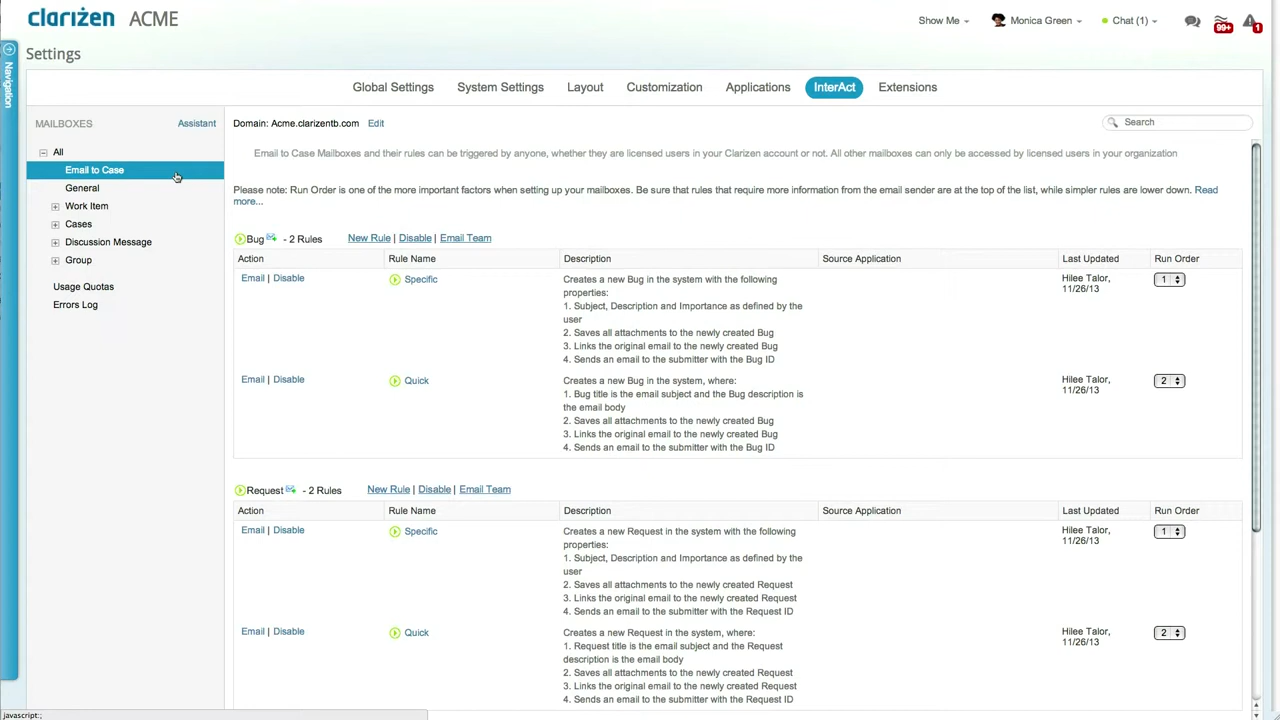 clarizen ACME
Show Me
Monica Green
Chat (1)
99+
1
Settings
Navigation
Global Settings
System Settings
Layout
Customization
Applications
InterAct
Extensions
MAILBOXES
Assistant
Domain: Acme.clarizentb.com Edit
Search
All
Email to Case
General
Work Item
Cases
Discussion Message
Group
Usage Quotas
Errors Log
Email to Case Mailboxes and their rules can be triggered by anyone, whether they are licensed users in your Clarizen account or not. All other mailboxes can only be accessed by licensed users in your organization
Please note: Run Order is one of the more important factors when setting up your mailboxes. Be sure that rules that require more information from the email sender are at the top of the list, while simpler rules are lower down. Read
more...
Bug - 2 Rules New Rule | Disable | Email Team
Action Rule Name Description Source Application Last Updated Run Order
Email | Disable Specific
Creates a new Bug in the system with the following
properties:
1. Subject, Description and Importance as defined by the
user
2. Saves all attachments to the newly created Bug
3. Links the original email to the newly created Bug
4. Sends an email to the submitter with the Bug ID
Hilee Talor,
11/26/13
1
Email | Disable Quick
Creates a new Bug in the system, where:
1. Bug title is the email subject and the Bug description is
the email body
2. Saves all attachments to the newly created Bug
3. Links the original email to the newly created Bug
4. Sends an email to the submitter with the Bug ID
Hilee Talor,
11/26/13
2
Request - 2 Rules New Rule | Disable | Email Team
Action Rule Name Description Source Application Last Updated Run Order
Email | Disable Specific
Creates a new Request in the system with the following
properties:
1. Subject, Description and Importance as defined by the
user
2. Saves all attachments to the newly created Request
3. Links the original email to the newly created Request
4. Sends an email to the submitter with the Request ID
Hilee Talor,
11/26/13
1
Email | Disable Quick
Creates a new Request in the system, where:
1. Request title is the email subject and the Request
description is the email body
2. Saves all attachments to the newly created Request
3. Links the original email to the newly created Request
4. Sends an email to the submitter with the Request ID
Hilee Talor,
11/26/13
2
javascript:;